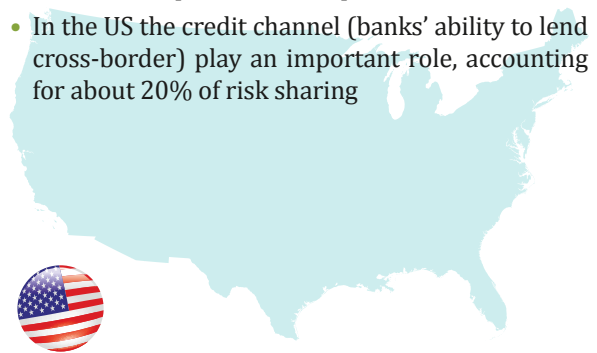 • In the US the credit channel (banks’ ability to lend
cross-border) play an important role, accounting
for about 20% of risk sharing